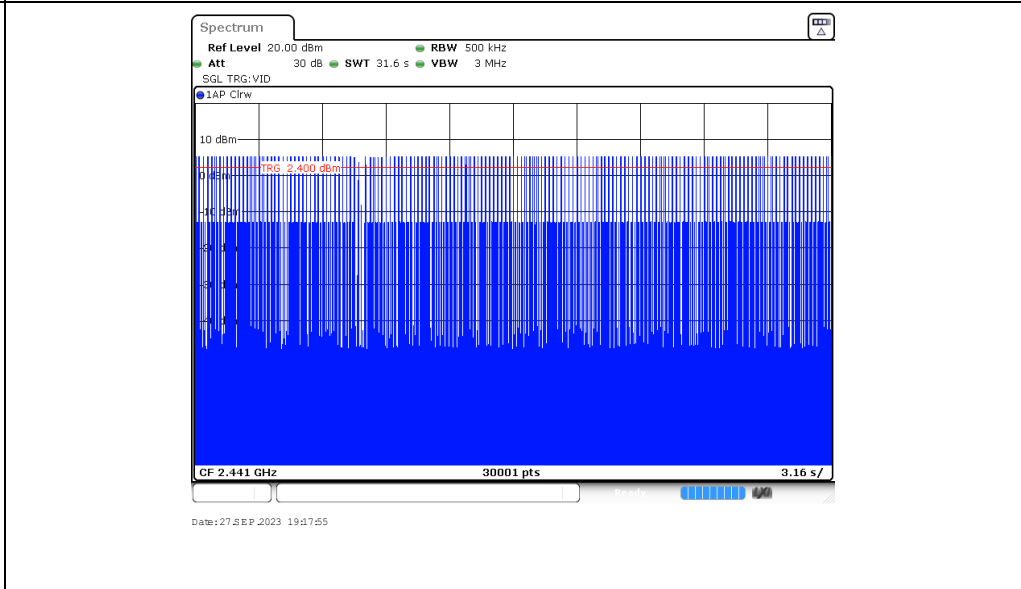 Spectrum
Ref Level 20.00 dBm RBW 500 kHz
Att 30 dB SWT 31.6 s VBW 3 MHz
SGL TRG:VID
1AP Clrw
10 dBm
TRG 2.400 dBm
0 dBm
-10 dBm
CF 2.441 GHz 30001 pts 3.16 s/
Ready
Date: 27.SEP.2023 19:17:55